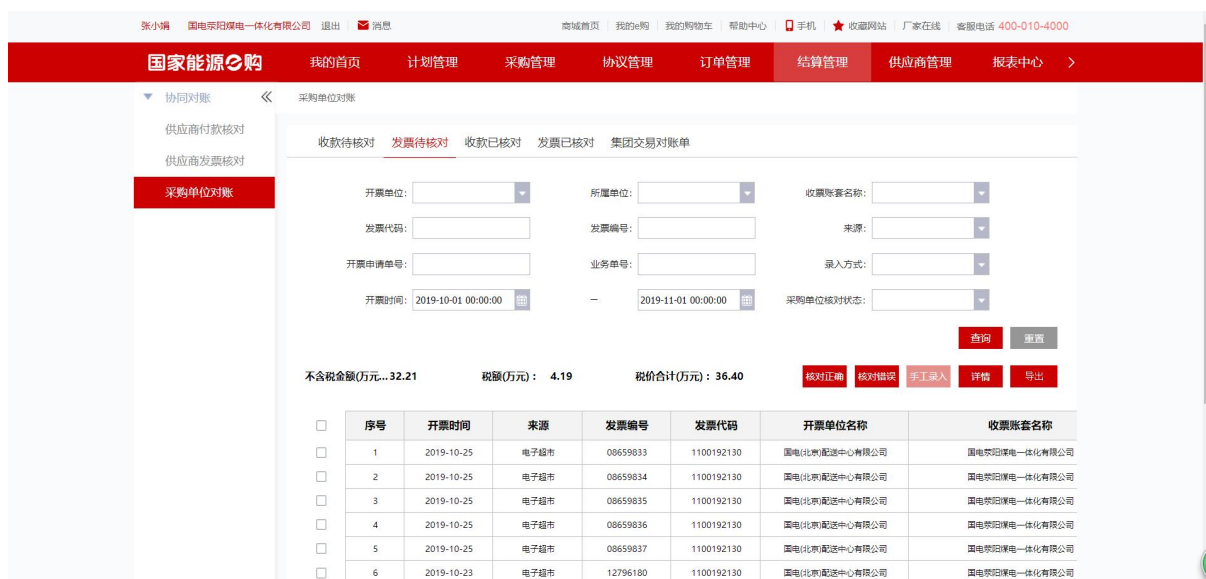 张小娟 国电荥阳煤电一体化有限公司 退出 消息 商城首页 我的e购 我的购物车 帮助中心 手机 收藏网站 厂家在线 客服电话 400-010-4000
国家能源e购 我的首页 计划管理 采购管理 协议管理 订单管理 结算管理 供应商管理 报表中心
协同对账 采购单位对账
供应商付款核对
供应商发票核对
采购单位对账
收款待核对 发票待核对 收款已核对 发票已核对 集团交易对账单
开票单位: 所属单位: 收票账套名称:
发票代码: 发票编号: 来源:
开票申请单号: 业务单号: 录入方式:
开票时间: 2019-10-01 00:00:00 — 2019-11-01 00:00:00 采购单位核对状态:
查询 重置
不含税金额(万元... 32.21 税额(万元)： 4.19 税价合计(万元)：36.40 核对正确 核对错误 手工录入 详情 导出
序号 开票时间 来源 发票编号 发票代码 开票单位名称 收票账套名称
1 2019-10-25 电子超市 08659833 1100192130 国电(北京)配送中心有限公司 国电荥阳煤电一体化有限公司
2 2019-10-25 电子超市 08659834 1100192130 国电(北京)配送中心有限公司 国电荥阳煤电一体化有限公司
3 2019-10-25 电子超市 08659835 1100192130 国电(北京)配送中心有限公司 国电荥阳煤电一体化有限公司
4 2019-10-25 电子超市 08659836 1100192130 国电(北京)配送中心有限公司 国电荥阳煤电一体化有限公司
5 2019-10-25 电子超市 08659837 1100192130 国电(北京)配送中心有限公司 国电荥阳煤电一体化有限公司
6 2019-10-23 电子超市 12796180 1100192130 国电(北京)配送中心有限公司 国电荥阳煤电一体化有限公司